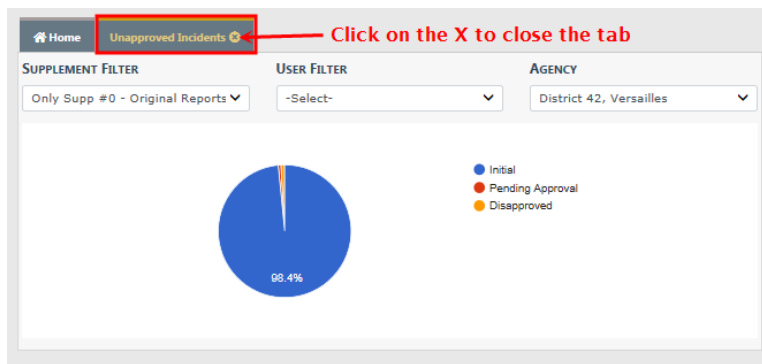 Home
Unapproved Incidents
Click on the X to close the tab
SUPPLEMENT FILTER
USER FILTER
AGENCY
Only Supp #0 - Original Reports
-Select-
District 42, Versailles
Initial
Pending Approval
Disapproved
98.4%